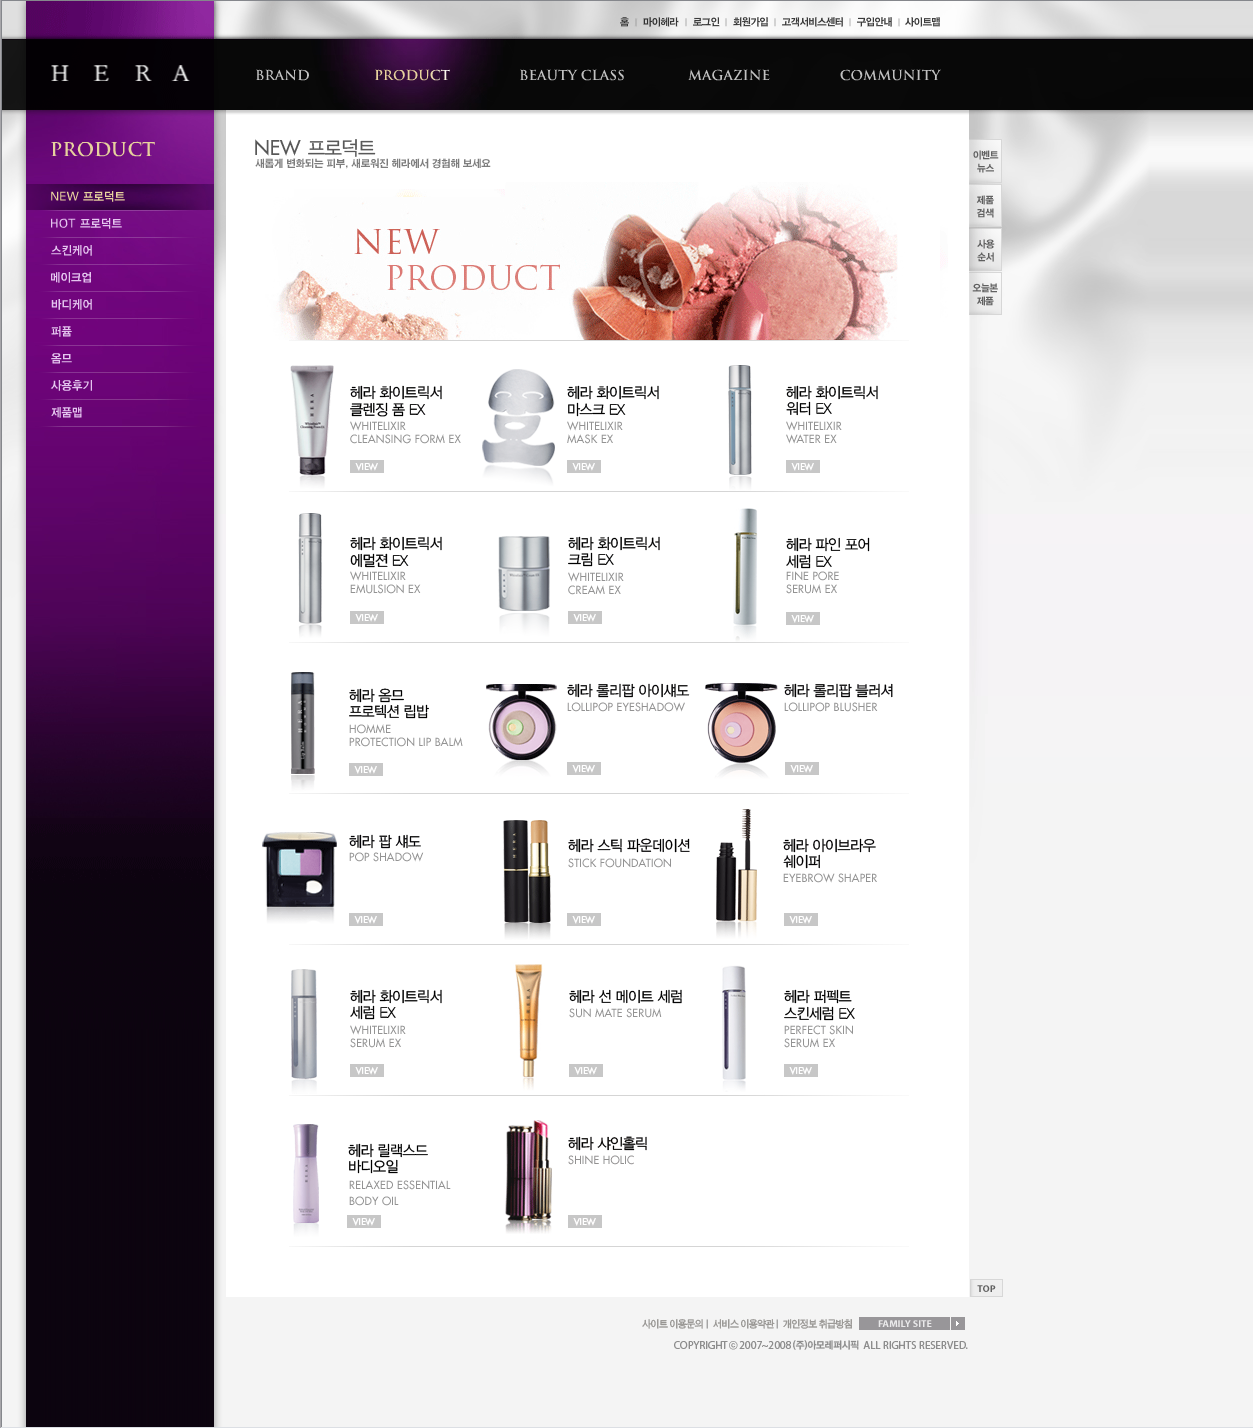 홈 | 마이헤라 | 로그인 | 회원가입 | 고객서비스센터 | 구입안내 | 사이트맵
HERA
BRAND PRODUCT BEAUTY CLASS MAGAZINE COMMUNITY
PRODUCT
NEW 프로덕트
HOT 프로덕트
스킨케어
메이크업
바디케어
퍼퓸
옴므
사용후기
제품맵
NEW 프로덕트
새롭게 변화되는 피부, 새로워진 헤라에서 경험해 보세요
NEW
PRODUCT
이벤트
뉴스
제품
검색
사용
순서
오늘본
제품
헤라 화이트릭서
클렌징 폼 EX
WHITELIXIR
CLEANSING FORM EX
VIEW
헤라 화이트릭서
마스크 EX
WHITELIXIR
MASK EX
VIEW
헤라 화이트릭서
워터 EX
WHITELIXIR
WATER EX
VIEW
헤라 화이트릭서
에멀젼 EX
WHITELIXIR
EMULSION EX
VIEW
헤라 화이트릭서
크림 EX
WHITELIXIR
CREAM EX
VIEW
헤라 파인 포어
세럼 EX
FINE PORE
SERUM EX
VIEW
헤라 옴므
프로텍션 립밤
HOMME
PROTECTION LIP BALM
VIEW
헤라 롤리팝 아이섀도
LOLLIPOP EYESHADOW
VIEW
헤라 롤리팝 블러셔
LOLLIPOP BLUSHER
VIEW
헤라 팝 섀도
POP SHADOW
VIEW
헤라 스틱 파운데이션
STICK FOUNDATION
VIEW
헤라 아이브라우
쉐이퍼
EYEBROW SHAPER
VIEW
헤라 화이트릭서
세럼 EX
WHITELIXIR
SERUM EX
VIEW
헤라 선 메이트 세럼
SUN MATE SERUM
VIEW
헤라 퍼펙트
스킨세럼 EX
PERFECT SKIN
SERUM EX
VIEW
헤라 릴랙스드
바디오일
RELAXED ESSENTIAL
BODY OIL
VIEW
헤라 샤인홀릭
SHINE HOLIC
VIEW
TOP
사이트 이용문의 | 서비스 이용약관 | 개인정보 취급방침 FAMILY SITE
COPYRIGHT © 2007~2008 (주)아모레퍼시픽 ALL RIGHTS RESERVED.